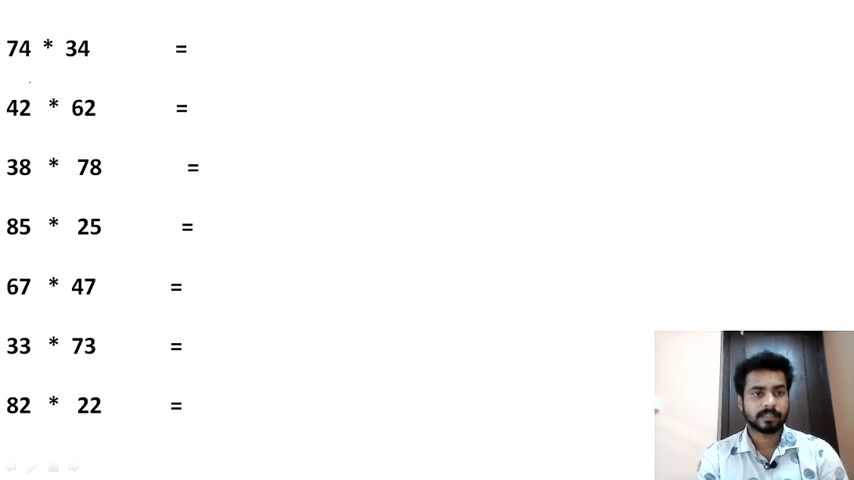 74 * 34 =
42 * 62 =
38 * 78 =
85 * 25 =
67 * 47 =
33 * 73 =
82 * 22 =